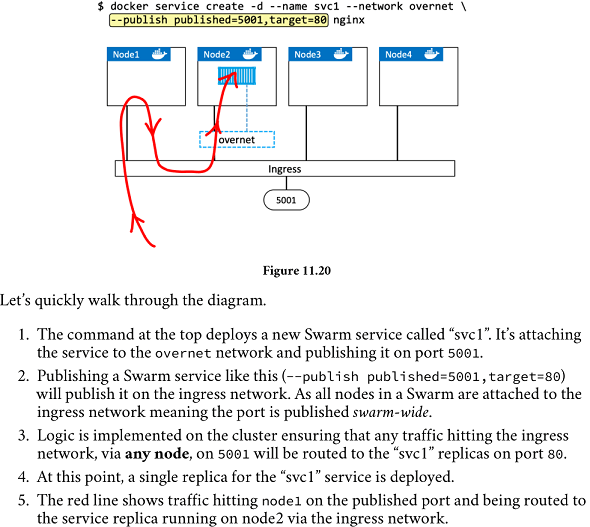 $ docker service create -d --name svc1 --network overnet \
--publish published=5001,target=80 nginx
Node1
Node2
Node3
Node4
overnet
Ingress
5001
Figure 11.20
Let’s quickly walk through the diagram.
1. The command at the top deploys a new Swarm service called “svc1”. It’s attaching
the service to the overnet network and publishing it on port 5001.
2. Publishing a Swarm service like this (--publish published=5001,target=80)
will publish it on the ingress network. As all nodes in a Swarm are attached to the
ingress network meaning the port is published swarm-wide.
3. Logic is implemented on the cluster ensuring that any traffic hitting the ingress
network, via any node, on 5001 will be routed to the “svc1” replicas on port 80.
4. At this point, a single replica for the “svc1” service is deployed.
5. The red line shows traffic hitting node1 on the published port and being routed to
the service replica running on node2 via the ingress network.